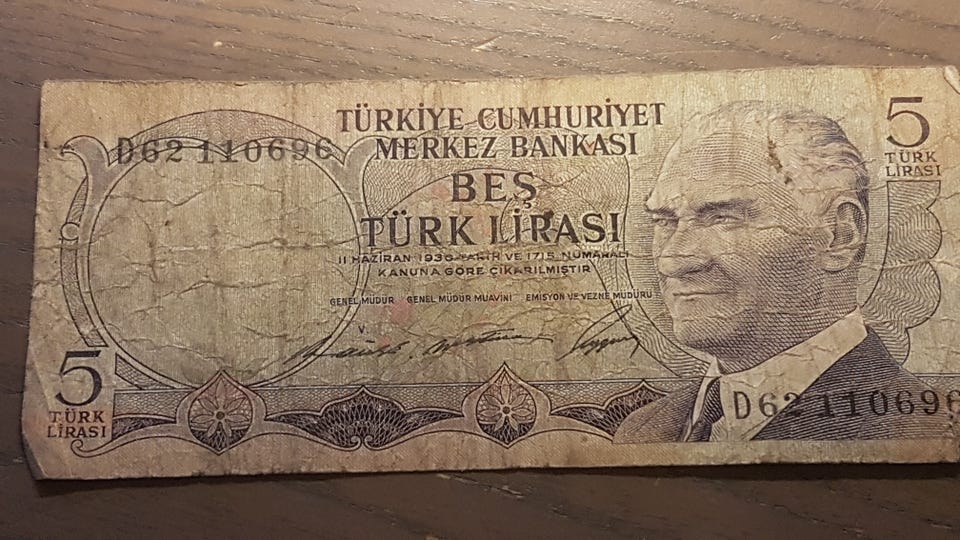 TÜRKİYE CUMHURİYET
MERKEZ BANKASI
BEŞ
TÜRK LİRASI
11 HAZİRAN 1930 TARİH VE 1715 NUMARALI
KANUNA GÖRE ÇIKARILMIŞTIR
GENEL MÜDÜR GENEL MÜDÜR MUAVİNİ EMİSYON VE VEZNE MÜDÜRÜ
V.
D62 110696
5
TÜRK
LİRASI
5
TÜRK
LİRASI
D62 110696